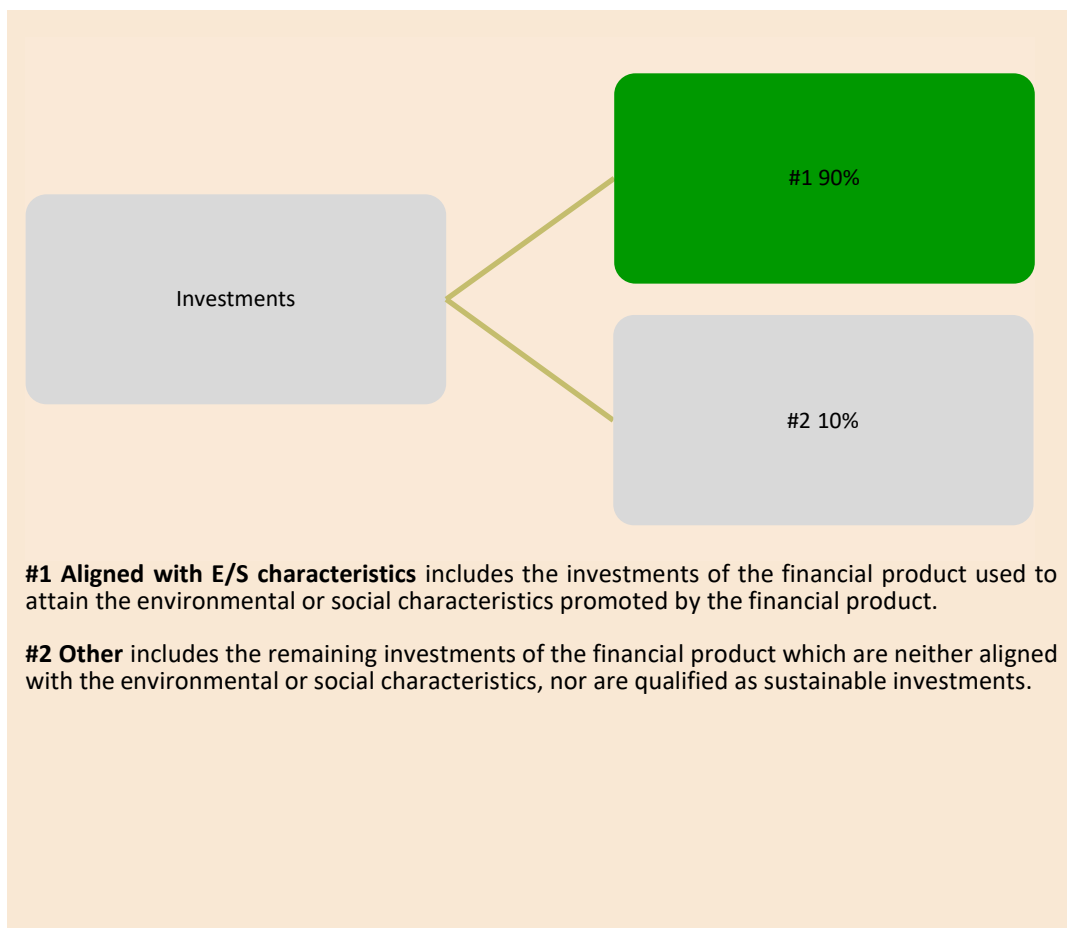 #1 90%
Investments
#2 10%
#1 Aligned with E/S characteristics includes the investments of the financial product used to
attain the environmental or social characteristics promoted by the financial product.
#2 Other includes the remaining investments of the financial product which are neither aligned
with the environmental or social characteristics, nor are qualified as sustainable investments.